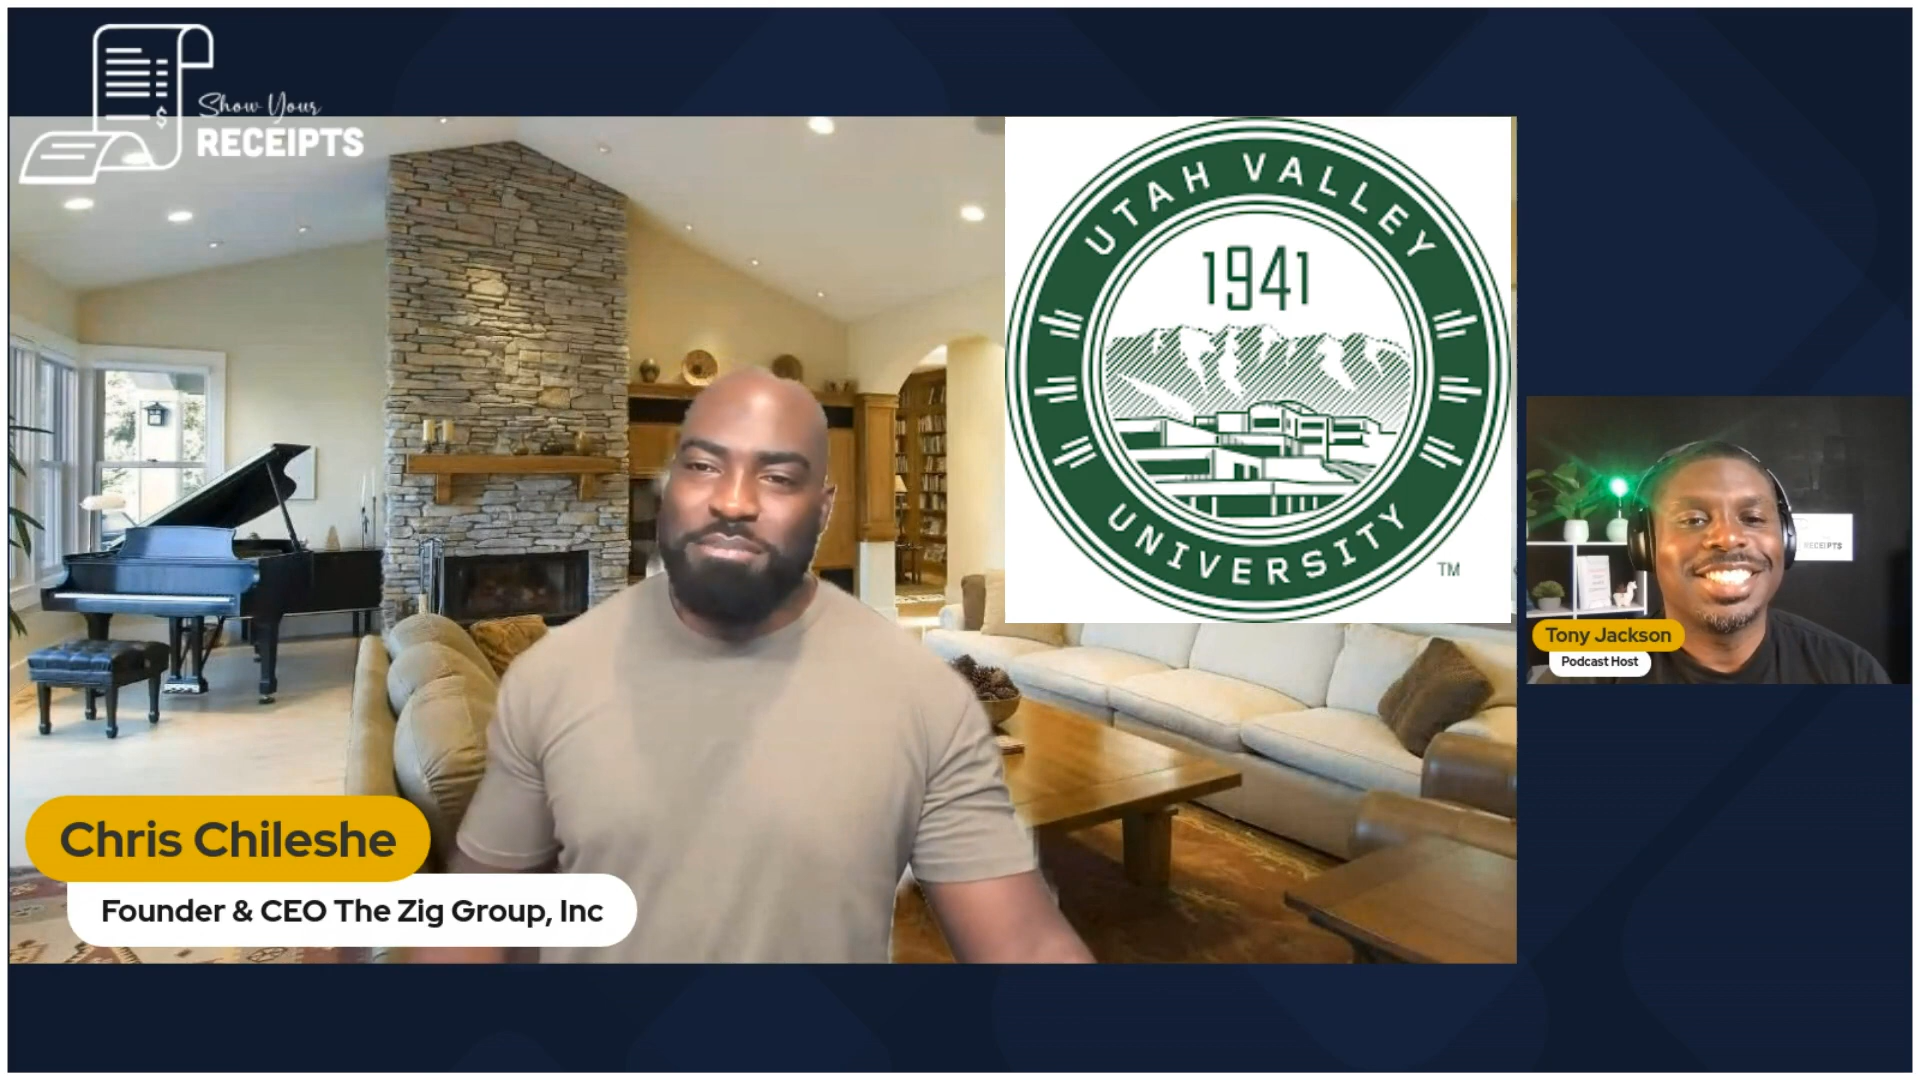 Show Your
RECEIPTS
UTAH VALLEY
1941
UNIVERSITY
TM
RECEIPTS
Tony Jackson
Podcast Host
Chris Chileshe
Founder & CEO The Zig Group, Inc